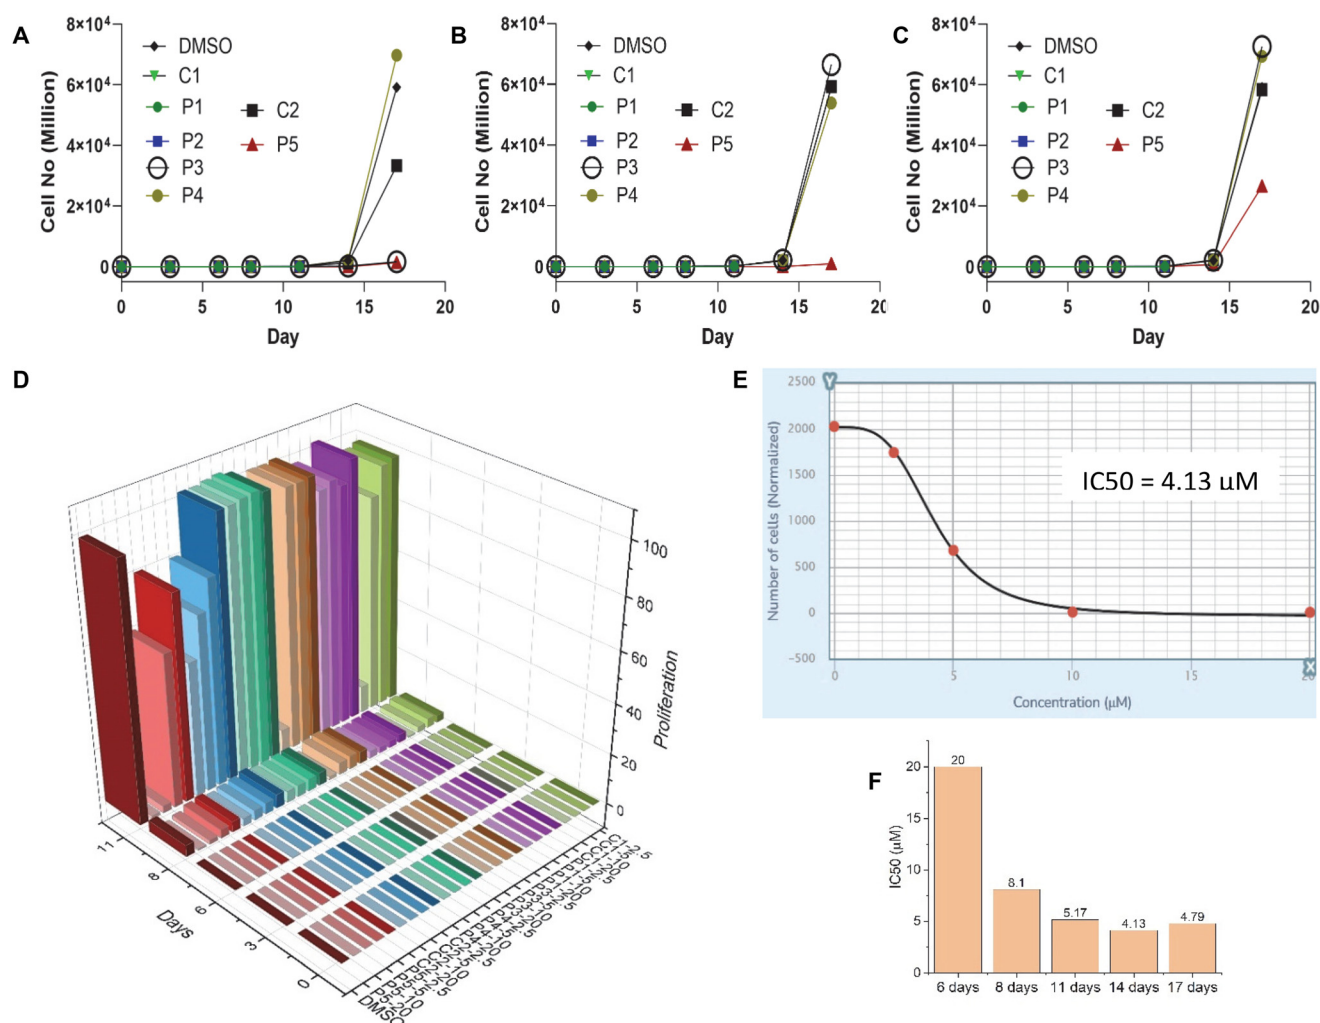 A
8×10⁴
6×10⁴
4×10⁴
2×10⁴
0
Cell No (Million)
DMSO
C1
P1
P2
P3
P4
C2
P5
0 5 10 15 20
Day
B
8×10⁴
6×10⁴
4×10⁴
2×10⁴
0
Cell No (Million)
DMSO
C1
P1
P2
P3
P4
C2
P5
0 5 10 15 20
Day
C
8×10⁴
6×10⁴
4×10⁴
2×10⁴
0
Cell No (Million)
DMSO
C1
P1
P2
P3
P4
C2
P5
0 5 10 15 20
Day
D
100
80
60
40
20
0
Proliferation
11
8
6
3
0
Days
DMSO
E
Y
2500
2000
1500
1000
500
0
-500
Number of cells (Normalized)
IC50 = 4.13 uM
0 5 10 15 20
X
Concentration (μM)
F
20
15
10
5
0
IC50 (μM)
20
8.1
5.17
4.13
4.79
6 days 8 days 11 days 14 days 17 days